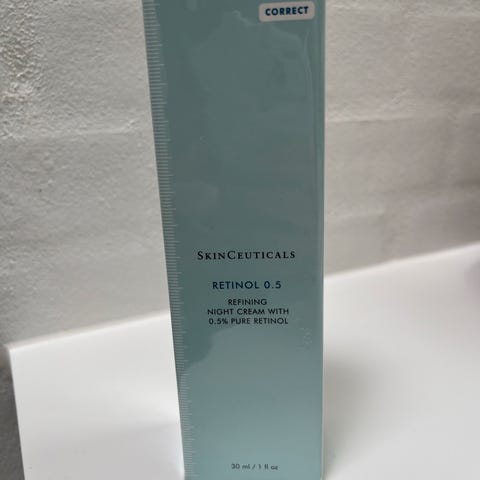 CORRECT
SKINCEUTICALS
RETINOL 0.5
REFINING
NIGHT CREAM WITH
0.5% PURE RETINOL
30 ml / 1 fl oz